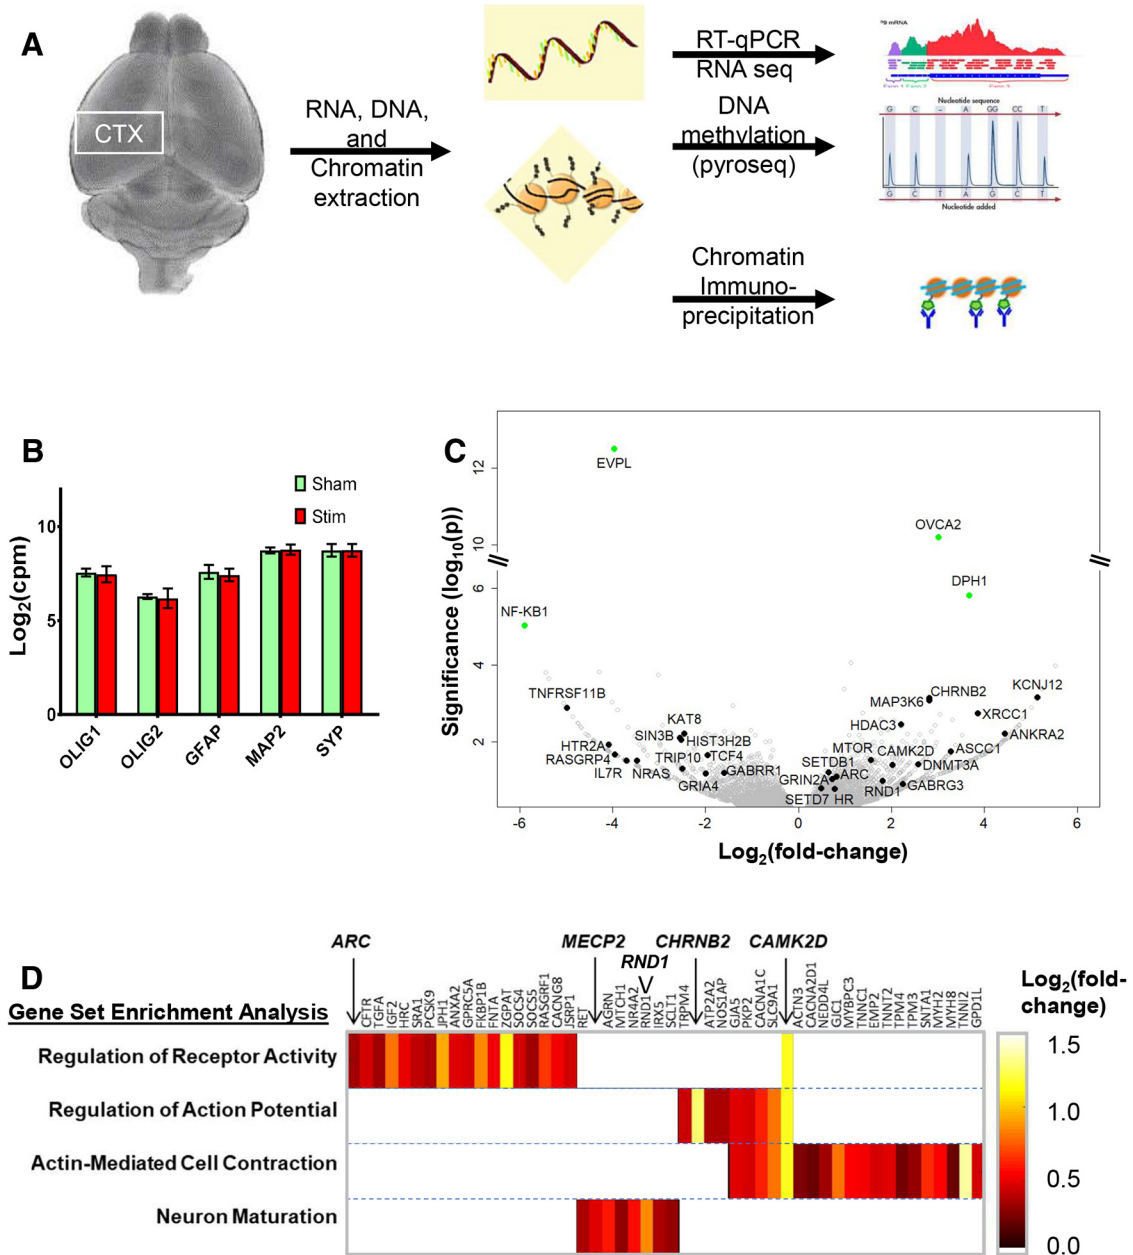 A
CTX
RNA, DNA,
and
Chromatin
extraction
RT-qPCR
RNA seq
DNA
methylation
(pyroseq)
Chromatin
Immuno-
precipitation
Nucleotide sequence
G C - A GG CC T
G C T A G C T
Nucleotide added
B
Sham
Stim
Log2(cpm)
10
5
0
OLIG1
OLIG2
GFAP
MAP2
SYP
C
Significance (log10(p))
12
10
6
4
2
EVPL
OVCA2
DPH1
NF-KB1
TNFRSF11B
KCNJ12
CHRNB2
MAP3K6
XRCC1
KAT8
HDAC3
SIN3B
HIST3H2B
ANKRA2
HTR2A
MTOR
CAMK2D
ASCC1
RASGRP4
TRIP10
TCF4
SETDB1
DNMT3A
IL7R
NRAS
GABRR1
GRIN2A
ARC
GRIA4
RND1
GABRG3
SETD7
HR
-6 -4 -2 0 2 4 6
Log2(fold-change)
D
ARC
MECP2
RND1
CHRNB2
CAMK2D
Gene Set Enrichment Analysis
CFTR
TGFA
IGF2
HRC
SRA1
PCSK9
JPH1
ANXA2
GPRC5A
FKBP1B
FNTA
ZGPAT
SOCS4
SOCS5
RASGRF1
CACNG8
JSRP1
RET
AGRN
MTCH1
NR4A2
RND1
IRX5
SCLT1
TRPM4
ATP2A2
NOS1AP
GJA5
PKP2
CACNA1C
SLC9A1
ACTN3
CACNA2D1
NEDD4L
GJC1
MYBPC3
TNNC1
EMP2
TNNT2
TPM4
TPM3
SNTA1
MYH2
MYH8
TNNI2
GPD1L
Log2(fold-
change)
Regulation of Receptor Activity
Regulation of Action Potential
Actin-Mediated Cell Contraction
Neuron Maturation
1.5
1.0
0.5
0.0